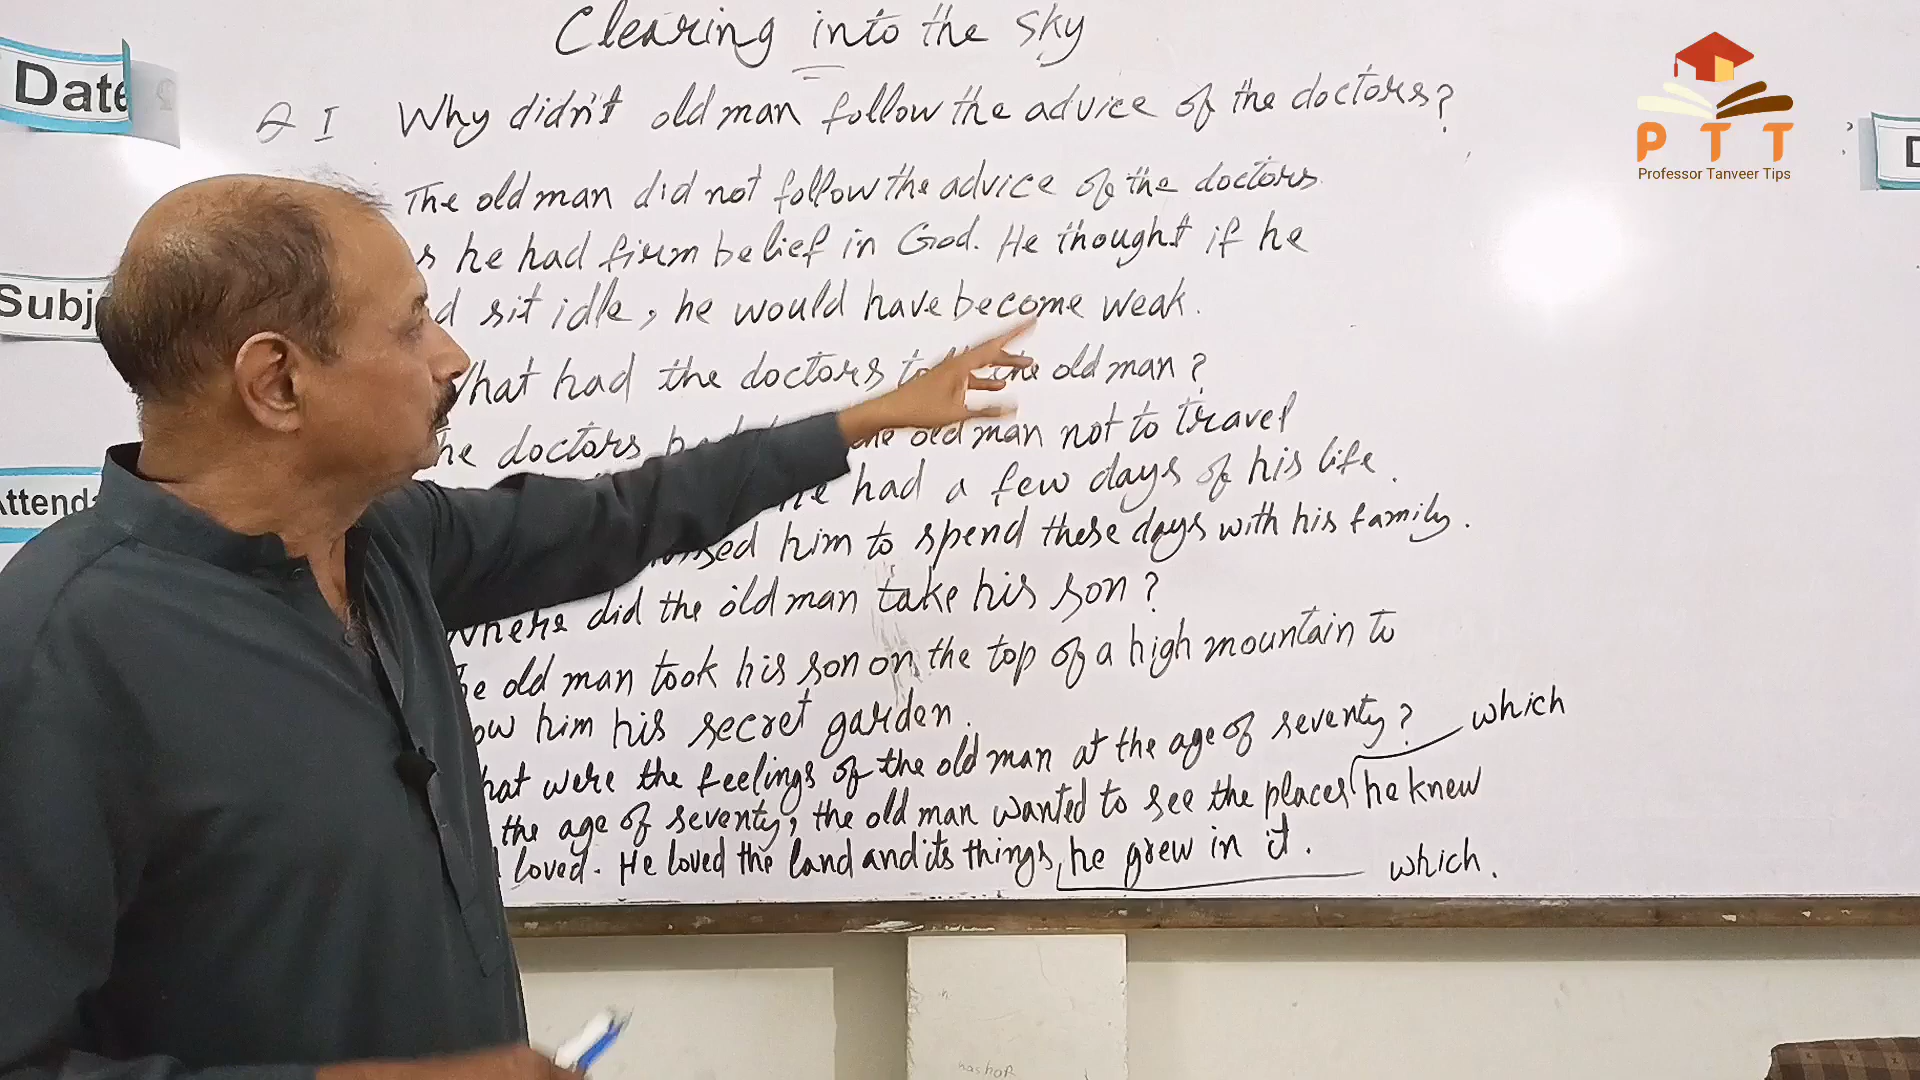 Clearing into the sky
Date
Q I Why didn't old man follow the advice of the doctors?
P T T
Professor Tanveer Tips
D
The old man did not follow the advice of the doctors
he had firm belief in God. He thought if he
Subj
sit idle, he would have become weak.
What had the doctors the old man?
doctors old man not to travel
he had a few days of his life.
Attenda
him to spend these days with his family.
Where did the old man take his son?
old man took his son on the top of a high mountain to
him his secret garden.
which
were the feelings of the old man at the age of seventy?
the age of seventy, the old man wanted to see the places he knew
loved. He loved the land and its things, he grew in it.
which.